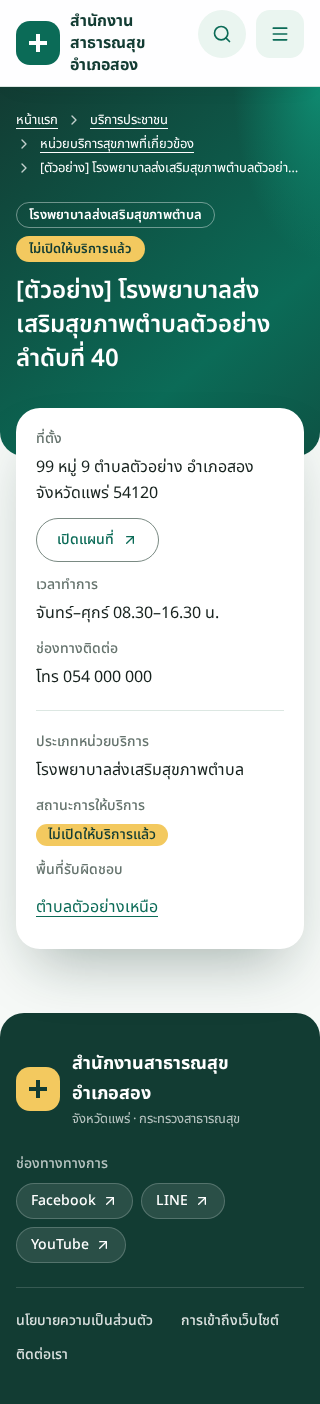 สำนักงาน
สาธารณสุข
อำเภอสอง
หน้าแรก
บริการประชาชน
หน่วยบริการสุขภาพที่เกี่ยวข้อง
[ตัวอย่าง] โรงพยาบาลส่งเสริมสุขภาพตำบลตัวอย่า...
โรงพยาบาลส่งเสริมสุขภาพตำบล
ไม่เปิดให้บริการแล้ว
[ตัวอย่าง] โรงพยาบาลส่ง
เสริมสุขภาพตำบลตัวอย่าง
ลำดับที่ 40
ที่ตั้ง
99 หมู่ 9 ตำบลตัวอย่าง อำเภอสอง
จังหวัดแพร่ 54120
เปิดแผนที่
เวลาทำการ
จันทร์–ศุกร์ 08.30–16.30 น.
ช่องทางติดต่อ
โทร 054 000 000
ประเภทหน่วยบริการ
โรงพยาบาลส่งเสริมสุขภาพตำบล
สถานะการให้บริการ
ไม่เปิดให้บริการแล้ว
พื้นที่รับผิดชอบ
ตำบลตัวอย่างเหนือ
สำนักงานสาธารณสุข
อำเภอสอง
จังหวัดแพร่ · กระทรวงสาธารณสุข
ช่องทางทางการ
Facebook
LINE
YouTube
นโยบายความเป็นส่วนตัว
การเข้าถึงเว็บไซต์
ติดต่อเรา